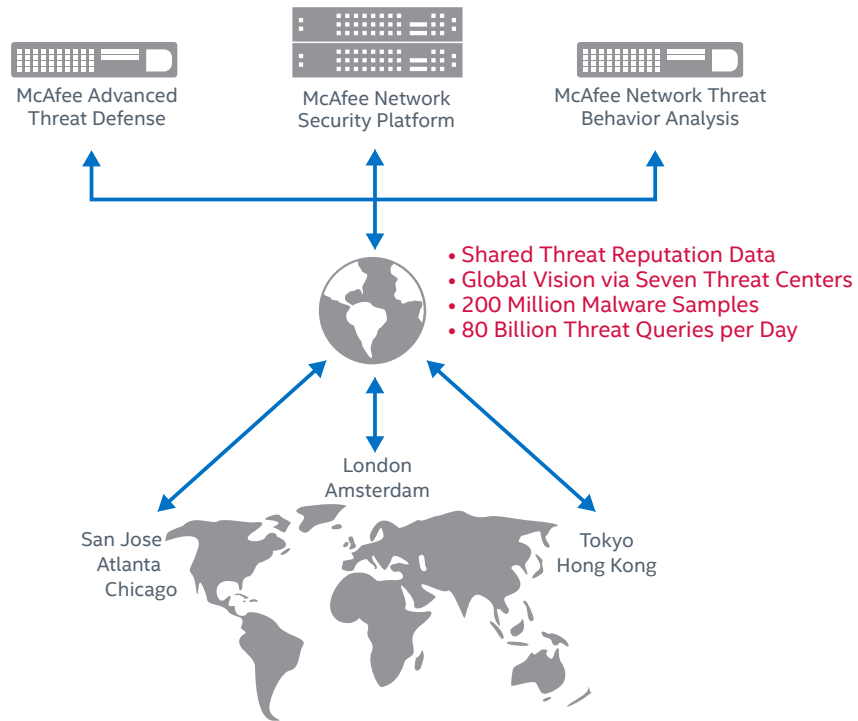 McAfee Advanced
Threat Defense
McAfee Network
Security Platform
McAfee Network Threat
Behavior Analysis
• Shared Threat Reputation Data
• Global Vision via Seven Threat Centers
• 200 Million Malware Samples
• 80 Billion Threat Queries per Day
London
Amsterdam
San Jose
Atlanta
Chicago
Tokyo
Hong Kong